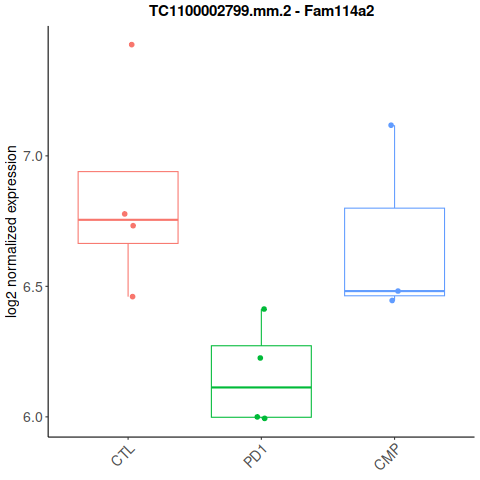 TC1100002799.mm.2 - Fam114a2
log2 normalized expression
7.0
6.5
6.0
CTL
PD1
CMP